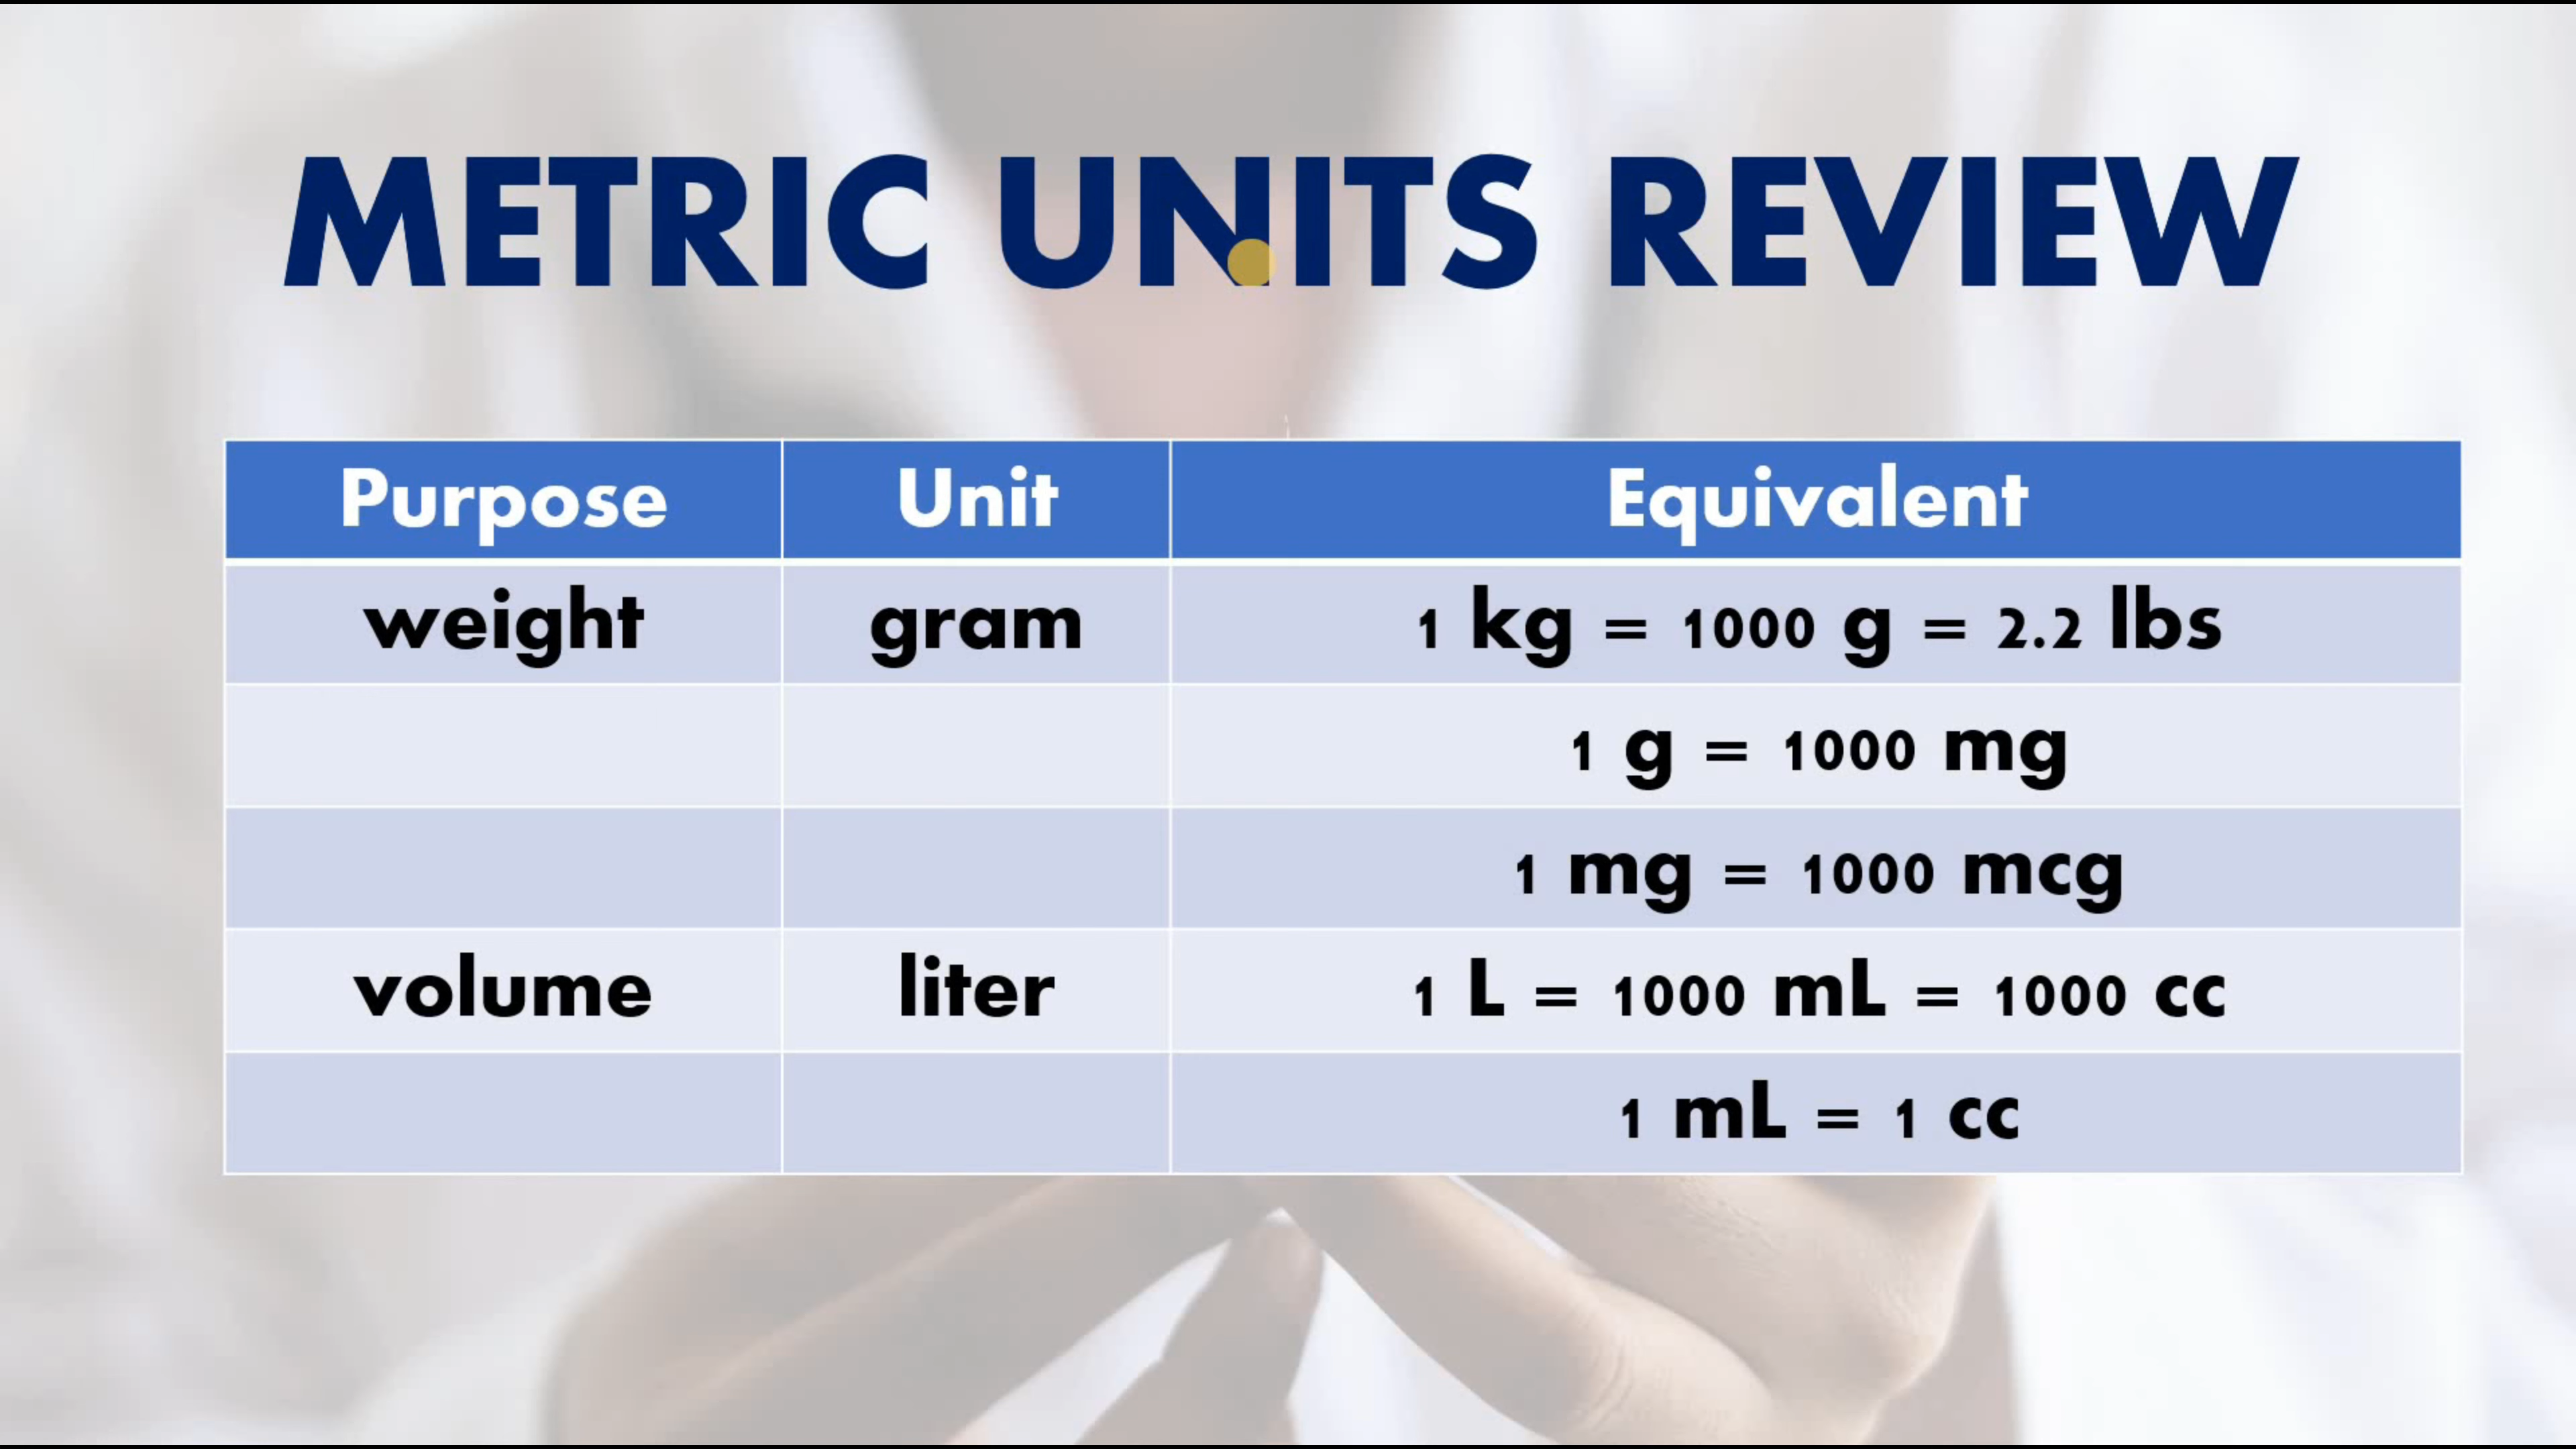 METRIC UNITS REVIEW
Purpose Unit Equivalent
weight gram 1 kg = 1000 g = 2.2 lbs
1 g = 1000 mg
1 mg = 1000 mcg
volume liter 1 L = 1000 mL = 1000 cc
1 mL = 1 cc